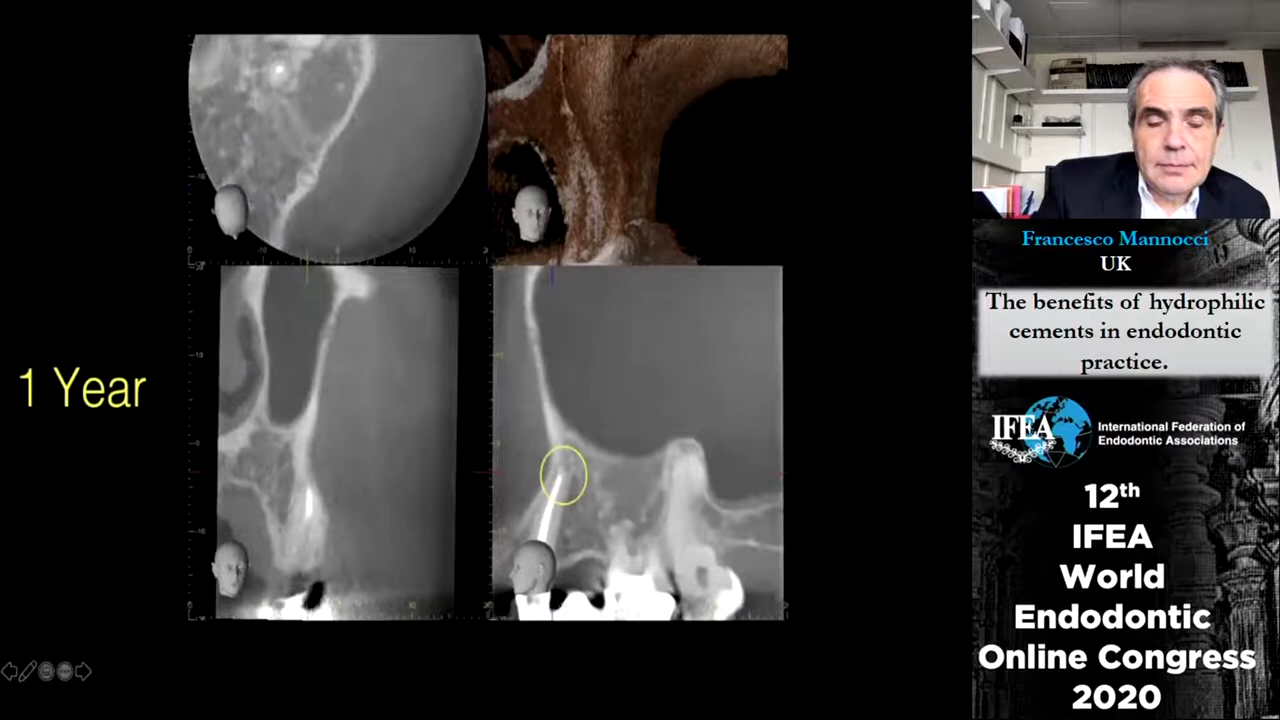 1 Year
Francesco Mannocci
UK
The benefits of hydrophilic
cements in endodontic
practice.
IFEA
International Federation of
Endodontic Associations
12th
IFEA
World
Endodontic
Online Congress
2020